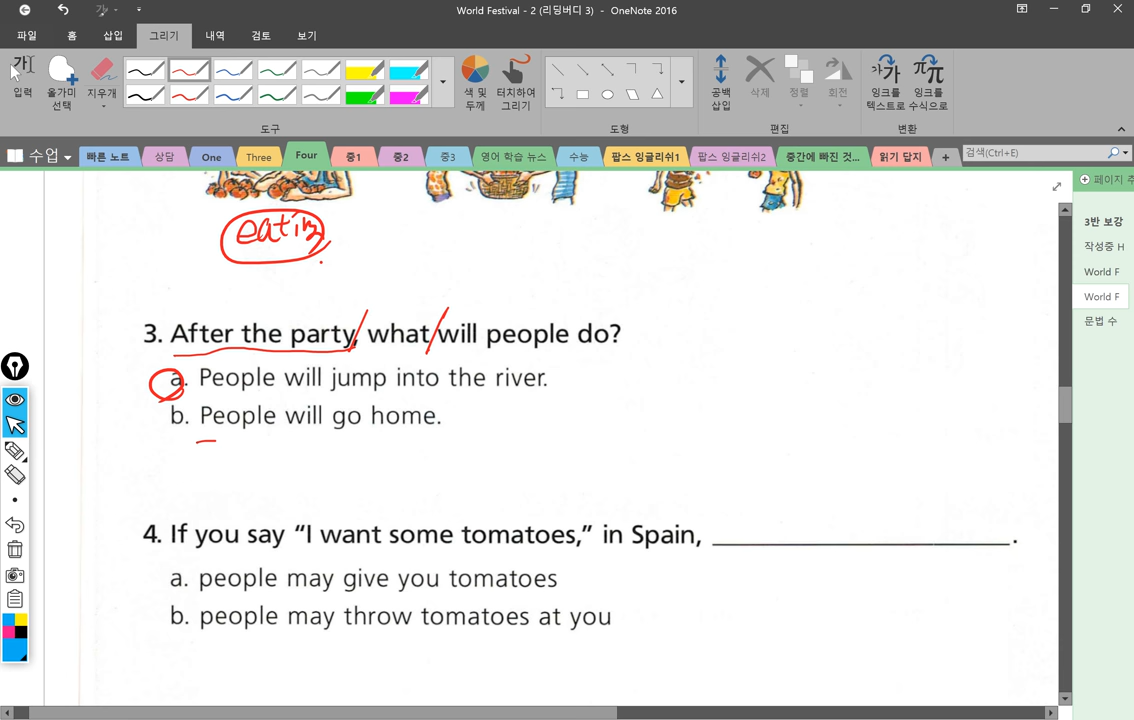 World Festival - 2 (리딩버디 3) - OneNote 2016
파일 홈 삽입 그리기 내역 검토 보기
입력 올가미 선택 지우개 색 및 두께 터치하여 그리기 공백 삽입 삭제 정렬 회전 잉크를 텍스트로 잉크를 수식으로
도구 도형 편집 변환
수업 빠른 노트 상담 One Three Four 중1 중2 중3 영어 학습 뉴스 수능 팝스 잉글리쉬1 팝스 잉글리쉬2 중간에 빠진 것... 읽기 답지 + 검색(Ctrl+E)
페이지 추
3반 보강
작성중 H
World F
World F
문법 수
eating
3. After the party, what will people do?
a. People will jump into the river.
b. People will go home.
4. If you say “I want some tomatoes,” in Spain, ______________________.
a. people may give you tomatoes
b. people may throw tomatoes at you